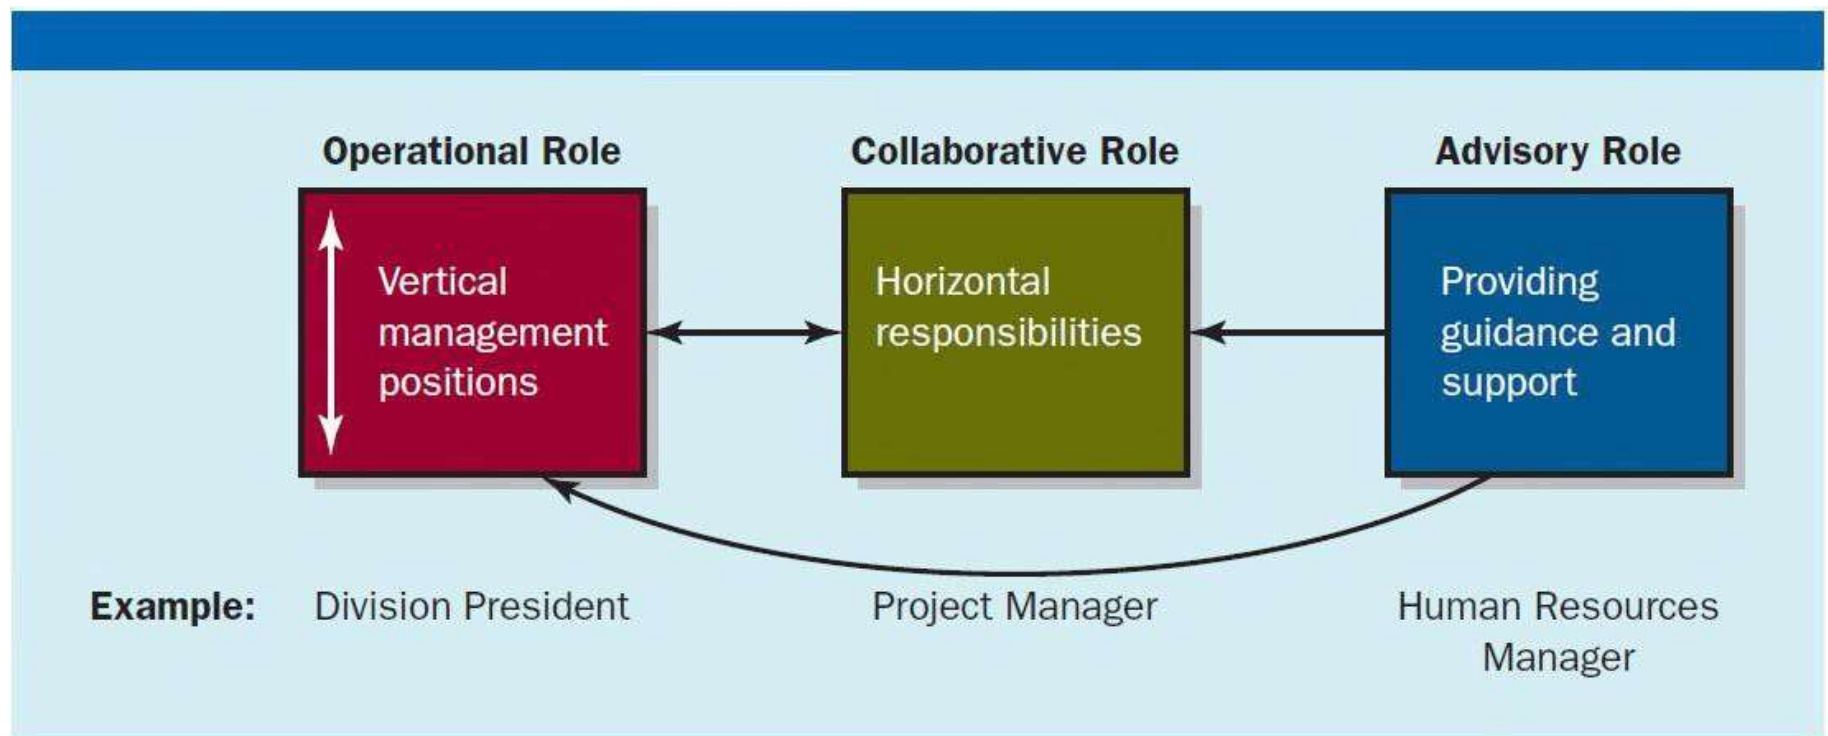 Operational Role
Collaborative Role
Advisory Role
Vertical
management
positions
Horizontal
responsibilities
Providing
guidance and
support
Example:
Division President
Project Manager
Human Resources
Manager